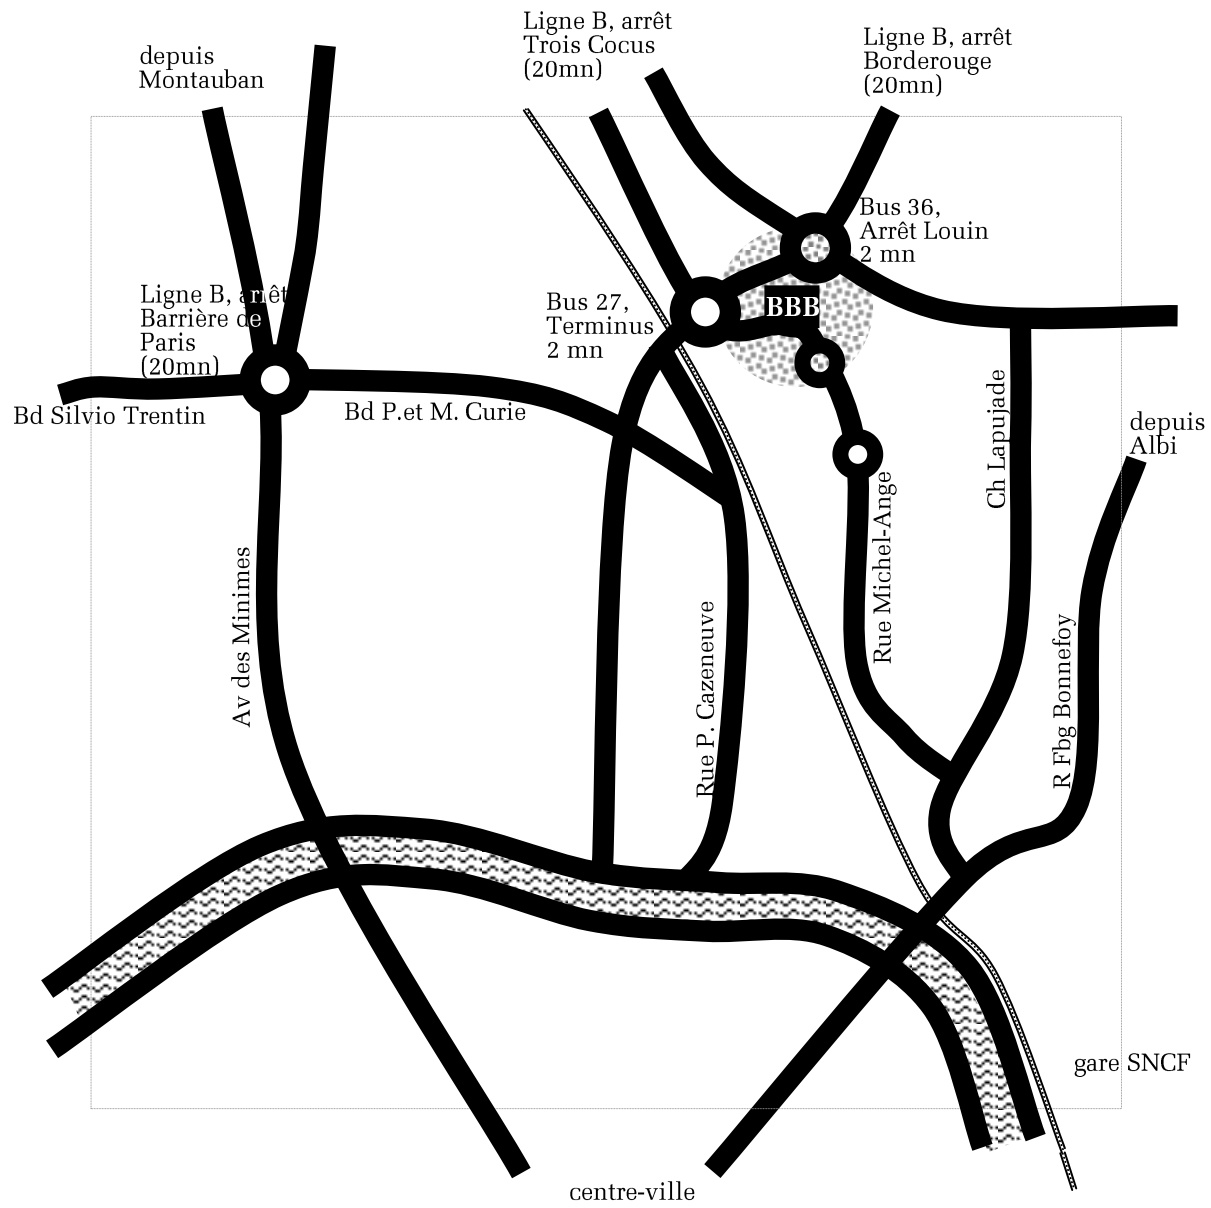 Ligne B, arrêt
Trois Cocus
(20mn)
Ligne B, arrêt
Borderouge
(20mn)
depuis
Montauban
Bus 36,
Arrêt Louin
2 mn
Ligne B, arrêt
Barrière de
Paris
(20mn)
Bus 27,
Terminus
2 mn
BBB
Bd Silvio Trentin
Bd P.et M. Curie
depuis
Albi
Ch Lapujade
Rue Michel-Ange
Av des Minimes
Rue P. Cazeneuve
R Fbg Bonnefoy
gare SNCF
centre-ville